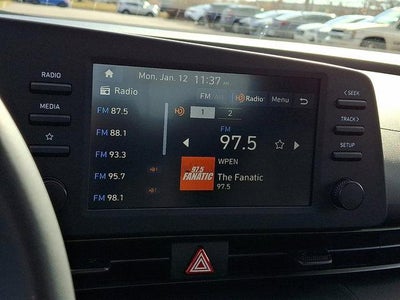 Mon, Jan. 12 11:37 AM
Radio
FM HD Radio Menu
RADIO
< SEEK
FM 87.5
1 2
MEDIA
FM 88.1
FM
TRACK >
97.5
FM 93.3
SETUP
WPEN
FM 95.7
97.5
FANATIC
The Fanatic
97.5
FM 98.1